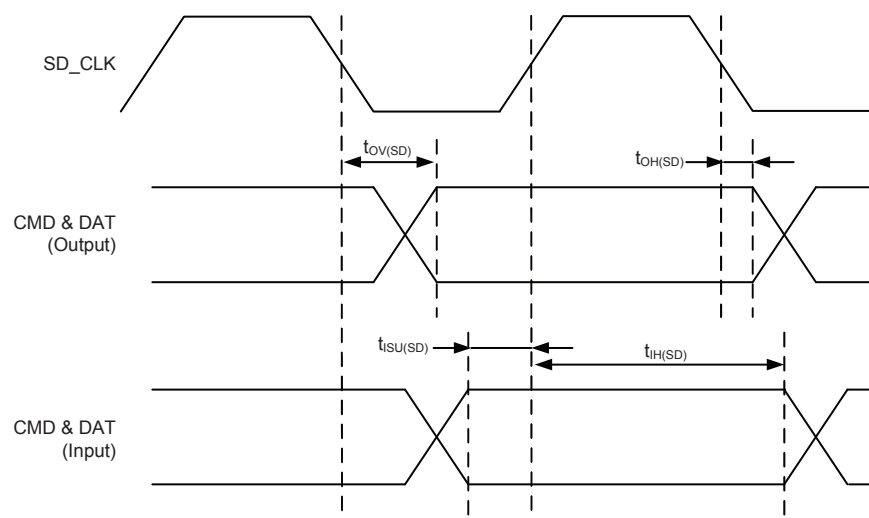 SD_CLK
tOV(SD)
tOH(SD)
CMD & DAT
(Output)
tISU(SD)
tIH(SD)
CMD & DAT
(Input)